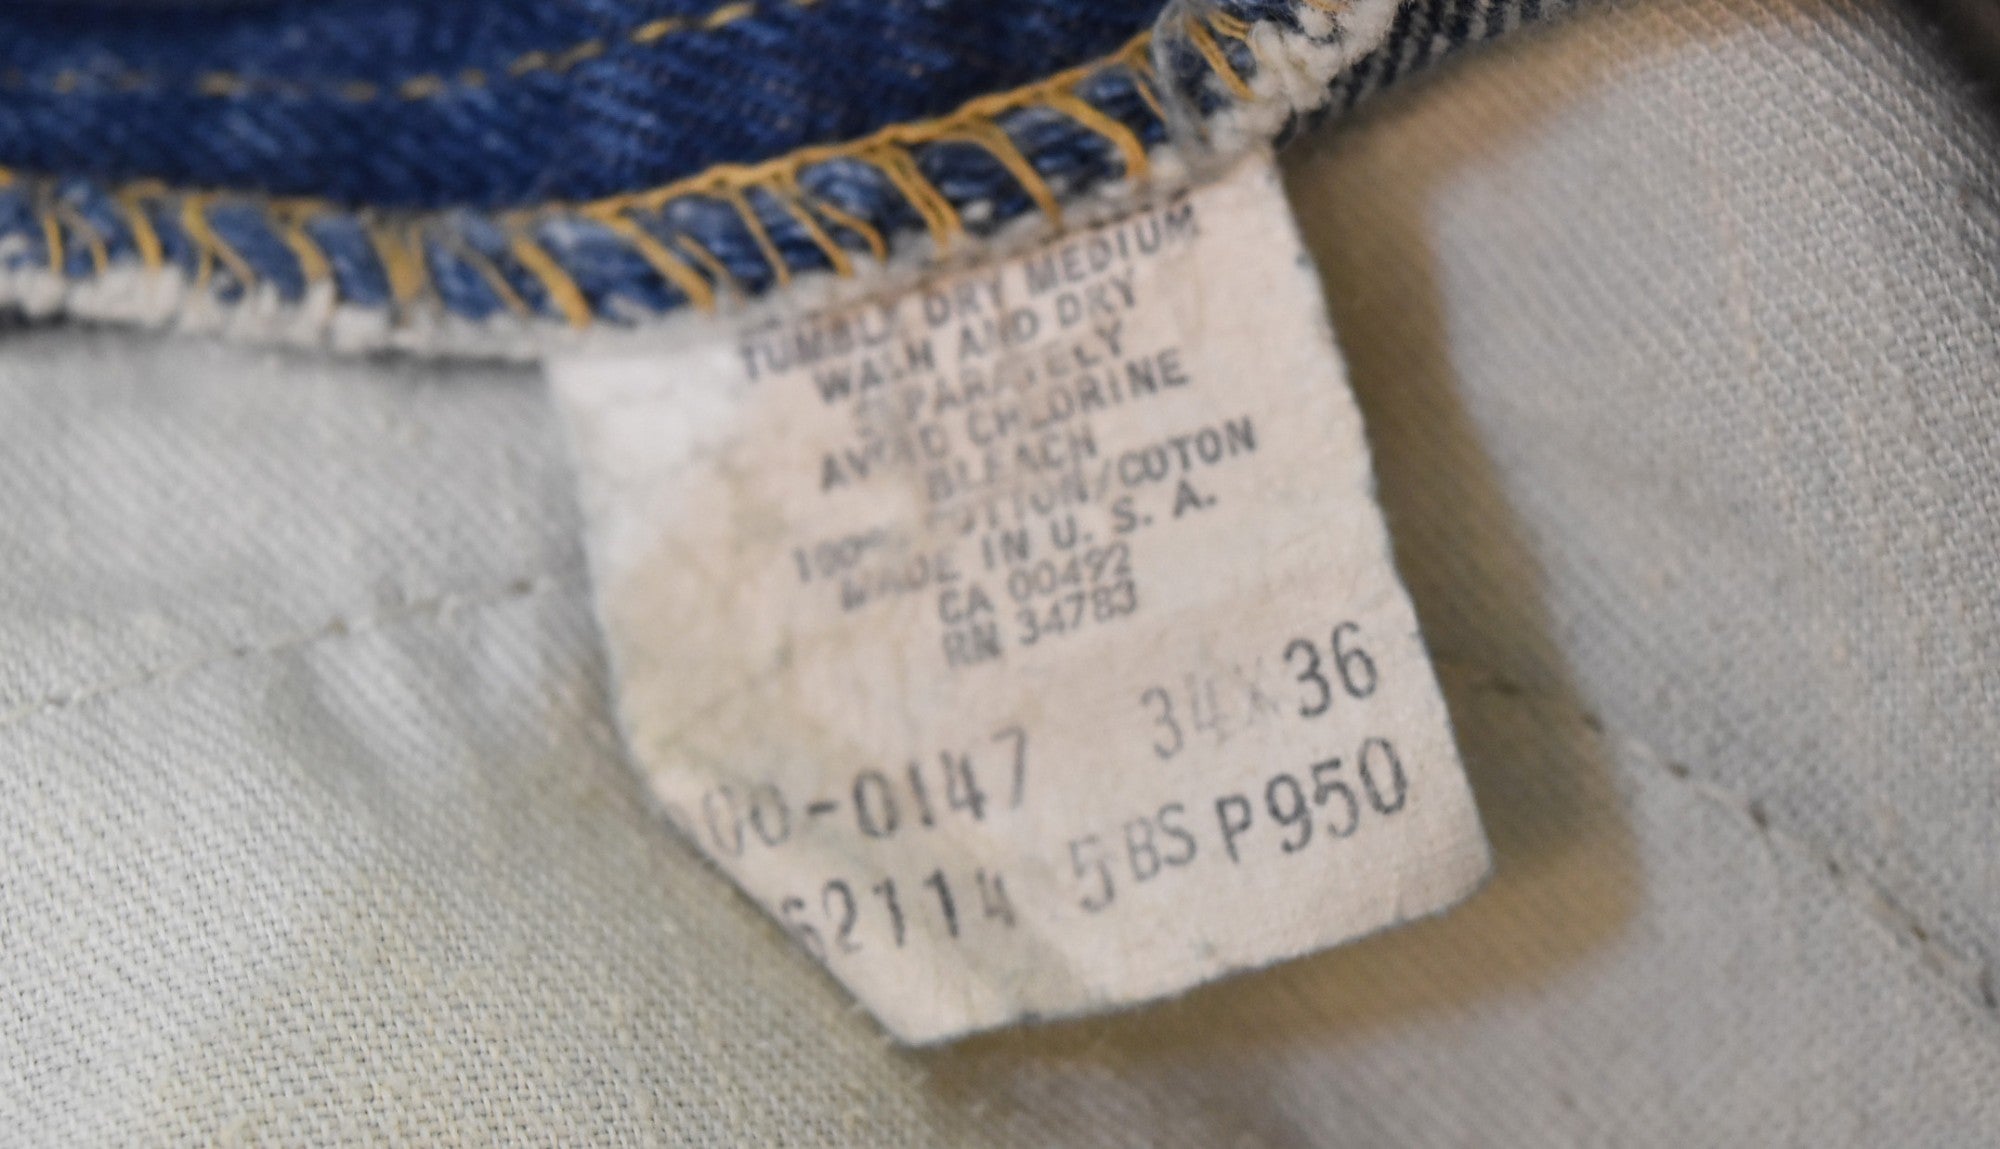 TUMBLE DRY MEDIUM
WASH AND DRY
SEPARATELY
AVOID CHLORINE
BLEACH
100% COTTON/COTON
MADE IN U. S. A.
CA 00492
RN 34783
34X36
00-0147
62114 5BS P950